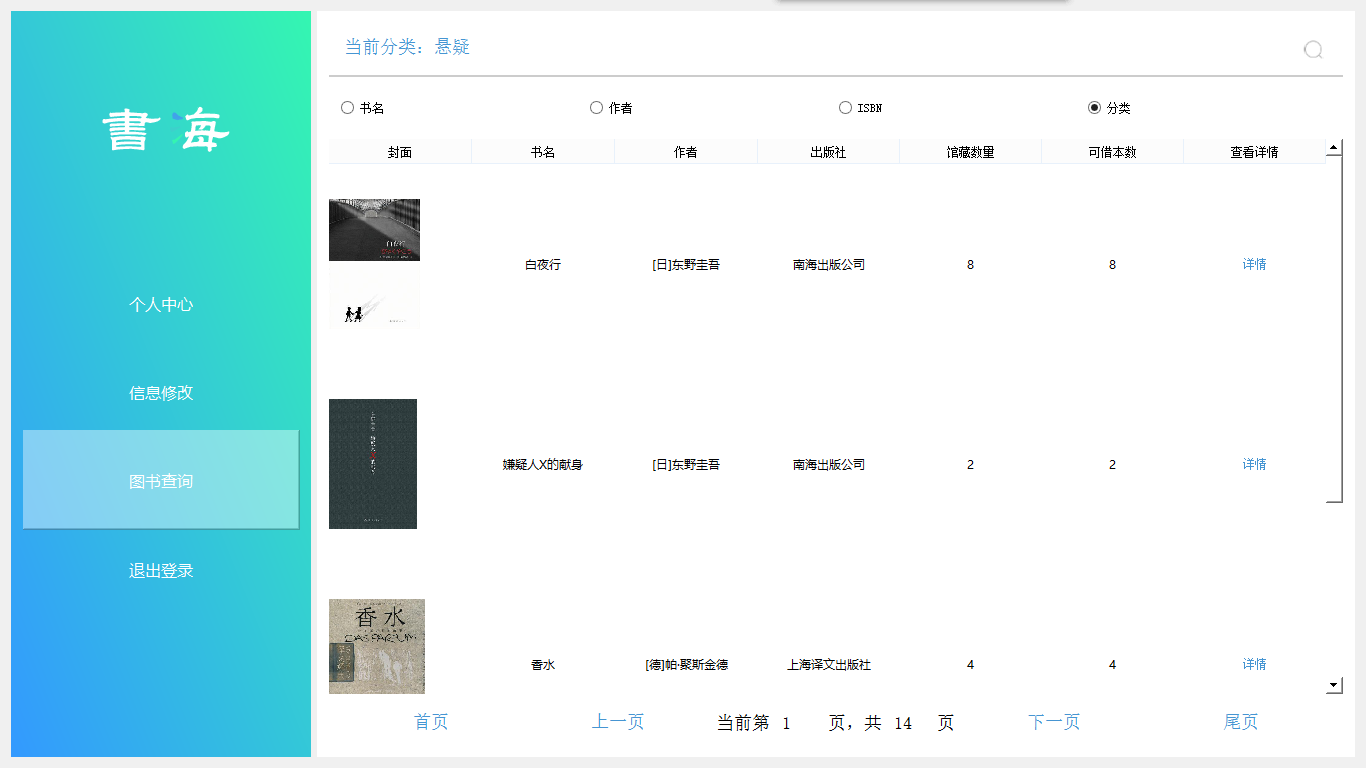 書海
个人中心
信息修改
图书查询
退出登录
当前分类：悬疑
书名 作者 ISBN 分类
封面 书名 作者 出版社 馆藏数量 可借本数 查看详情
白夜行
白夜行 [日]东野圭吾 南海出版公司 8 8 详情
嫌疑人X的献身 [日]东野圭吾 南海出版公司 2 2 详情
香水
DAS PARFUM
香水 [德]帕·聚斯金德 上海译文出版社 4 4 详情
首页 上一页 当前第 1 页，共 14 页 下一页 尾页